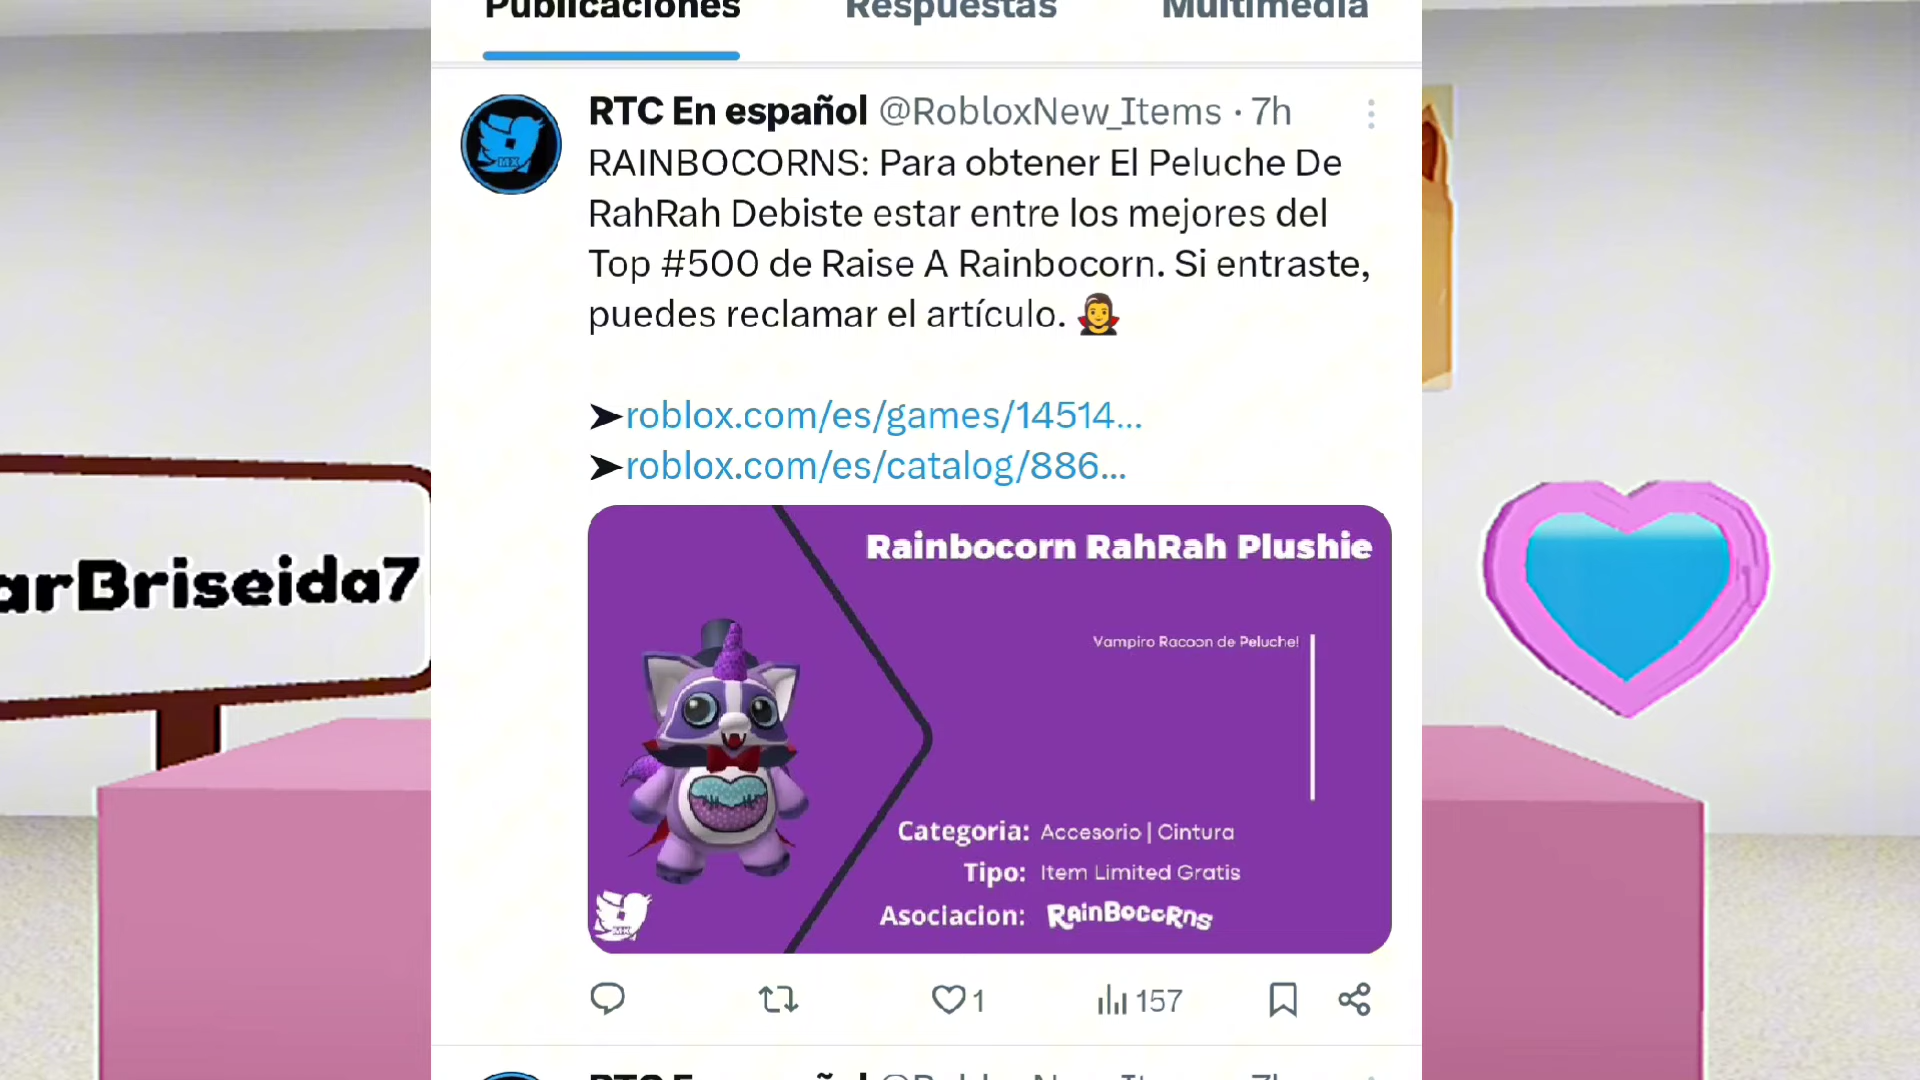 Publicaciones Respuestas Multimedia
RTC En español @RobloxNew_Items · 7h
RAINBOCORNS: Para obtener El Peluche De
RahRah Debiste estar entre los mejores del
Top #500 de Raise A Rainbocorn. Si entraste,
puedes reclamar el artículo. 🧛
➤roblox.com/es/games/14514...
➤roblox.com/es/catalog/886...
arBriseida7
Rainbocorn RahRah Plushie
Vampiro Racoon de Peluche!
Categoria: Accesorio | Cintura
Tipo: Item Limited Gratis
Asociacion: RainBocoRns
MX
MX
1 157